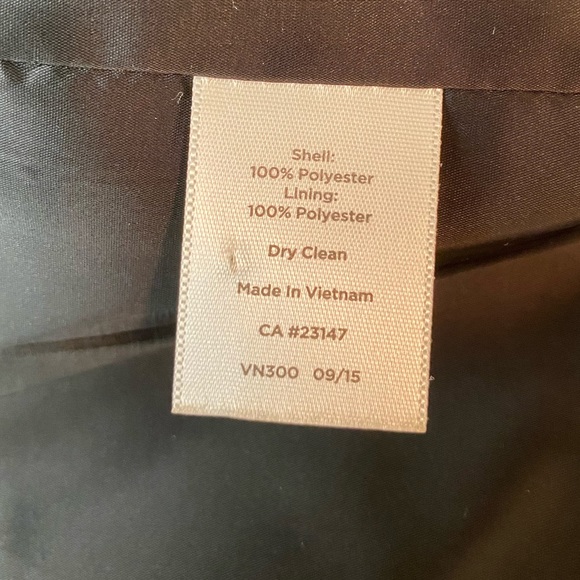 Shell:
100% Polyester
Lining:
100% Polyester
Dry Clean
Made In Vietnam
CA #23147
VN300 09/15